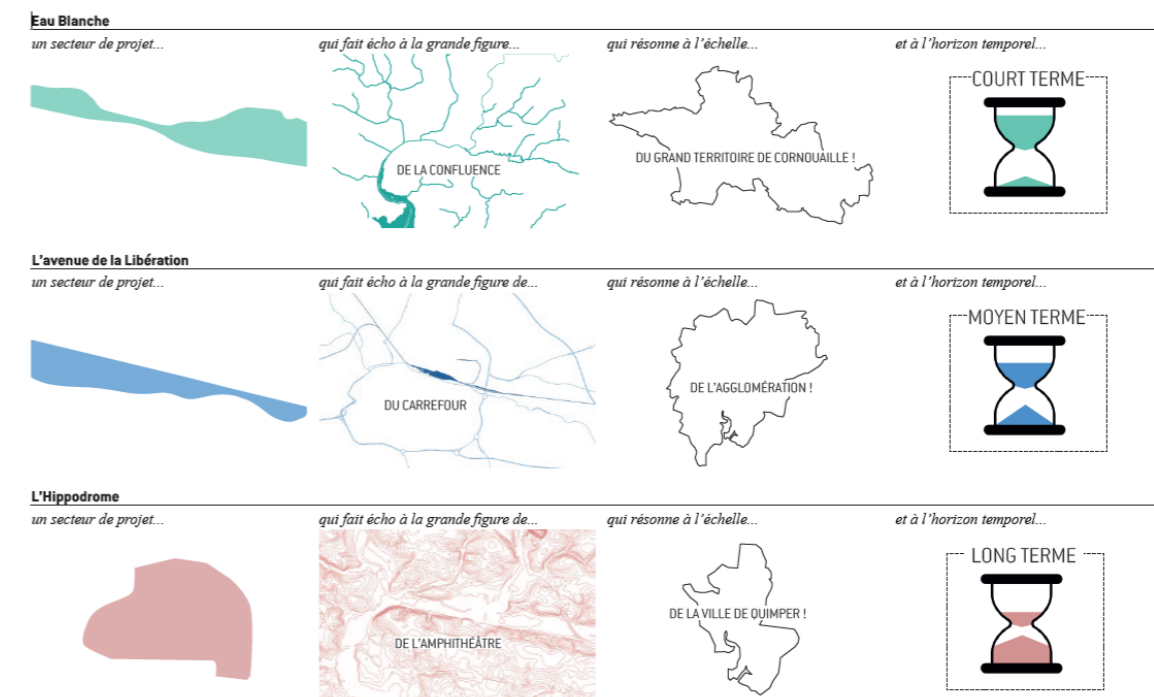 Eau Blanche
un secteur de projet...
qui fait écho à la grande figure...
qui résonne à l'échelle...
et à l'horizon temporel...
DE LA CONFLUENCE
DU GRAND TERRITOIRE DE CORNOUAILLE !
COURT TERME
L'avenue de la Libération
un secteur de projet...
qui fait écho à la grande figure de...
qui résonne à l'échelle...
et à l'horizon temporel...
DU CARREFOUR
DE L'AGGLOMÉRATION !
MOYEN TERME
L'Hippodrome
un secteur de projet...
qui fait écho à la grande figure de...
qui résonne à l'échelle...
et à l'horizon temporel...
DE L'AMPHITHÉÂTRE
DE LA VILLE DE QUIMPER !
LONG TERME